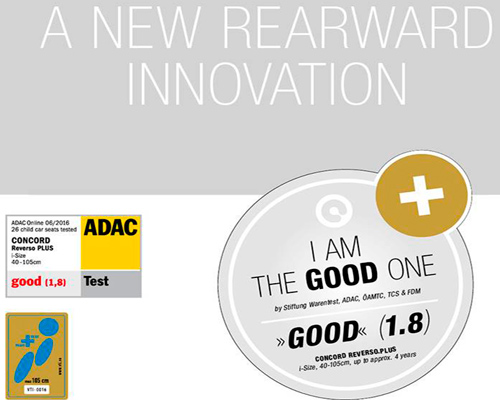 A NEW REARWARD
INNOVATION
ADAC Online 06/2016
26 child car seats tested
CONCORD
Reverso PLUS
i-Size
40-105cm
ADAC
good (1,8)
Test
I AM
THE GOOD ONE
by Stiftung Warentest, ADAC, ÖAMTC, TCS & FDM
»GOOD« (1.8)
CONCORD REVERSO.PLUS
i-Size, 40-105cm, up to approx. 4 years
max 105 cm
VTI-0016